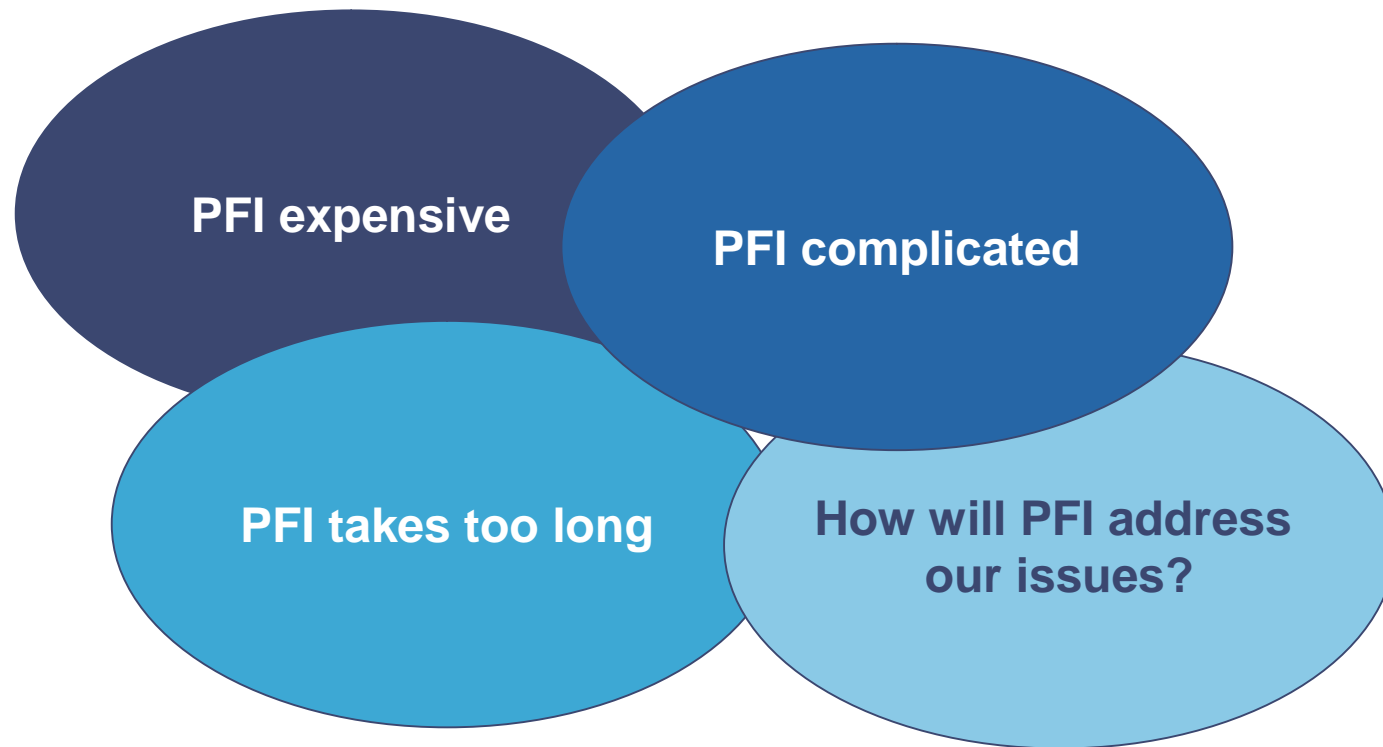 PFI expensive
PFI complicated
PFI takes too long
How will PFI address
our issues?